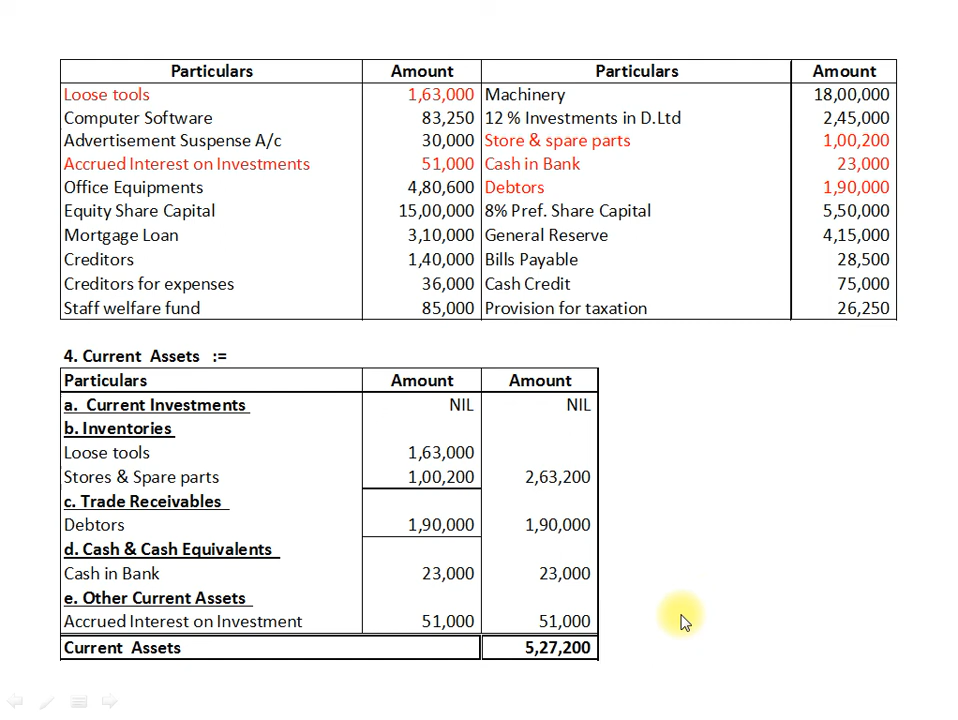 Particulars Amount Particulars Amount
Loose tools 1,63,000 Machinery 18,00,000
Computer Software 83,250 12 % Investments in D.Ltd 2,45,000
Advertisement Suspense A/c 30,000 Store & spare parts 1,00,200
Accrued Interest on Investments 51,000 Cash in Bank 23,000
Office Equipments 4,80,600 Debtors 1,90,000
Equity Share Capital 15,00,000 8% Pref. Share Capital 5,50,000
Mortgage Loan 3,10,000 General Reserve 4,15,000
Creditors 1,40,000 Bills Payable 28,500
Creditors for expenses 36,000 Cash Credit 75,000
Staff welfare fund 85,000 Provision for taxation 26,250
4. Current Assets :=
Particulars Amount Amount
a. Current Investments NIL NIL
b. Inventories
Loose tools 1,63,000
Stores & Spare parts 1,00,200 2,63,200
c. Trade Receivables
Debtors 1,90,000 1,90,000
d. Cash & Cash Equivalents
Cash in Bank 23,000 23,000
e. Other Current Assets
Accrued Interest on Investment 51,000 51,000
Current Assets 5,27,200